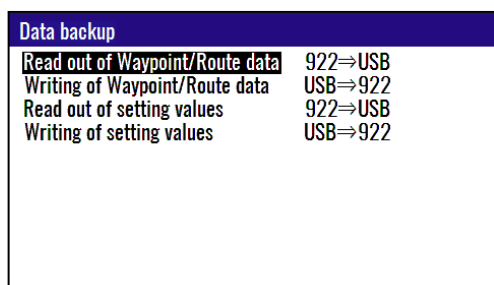 Data backup
Read out of Waypoint/Route data 922⇒USB
Writing of Waypoint/Route data USB⇒922
Read out of setting values 922⇒USB
Writing of setting values USB⇒922